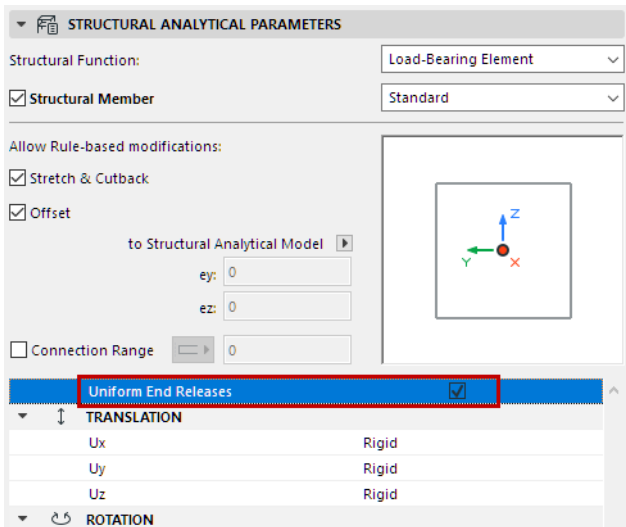 STRUCTURAL ANALYTICAL PARAMETERS
Structural Function: Load-Bearing Element
Structural Member Standard
Allow Rule-based modifications:
Stretch & Cutback
Offset
to Structural Analytical Model
ey: 0
ez: 0
Z
Y X
Connection Range 0
Uniform End Releases
TRANSLATION
Ux Rigid
Uy Rigid
Uz Rigid
ROTATION